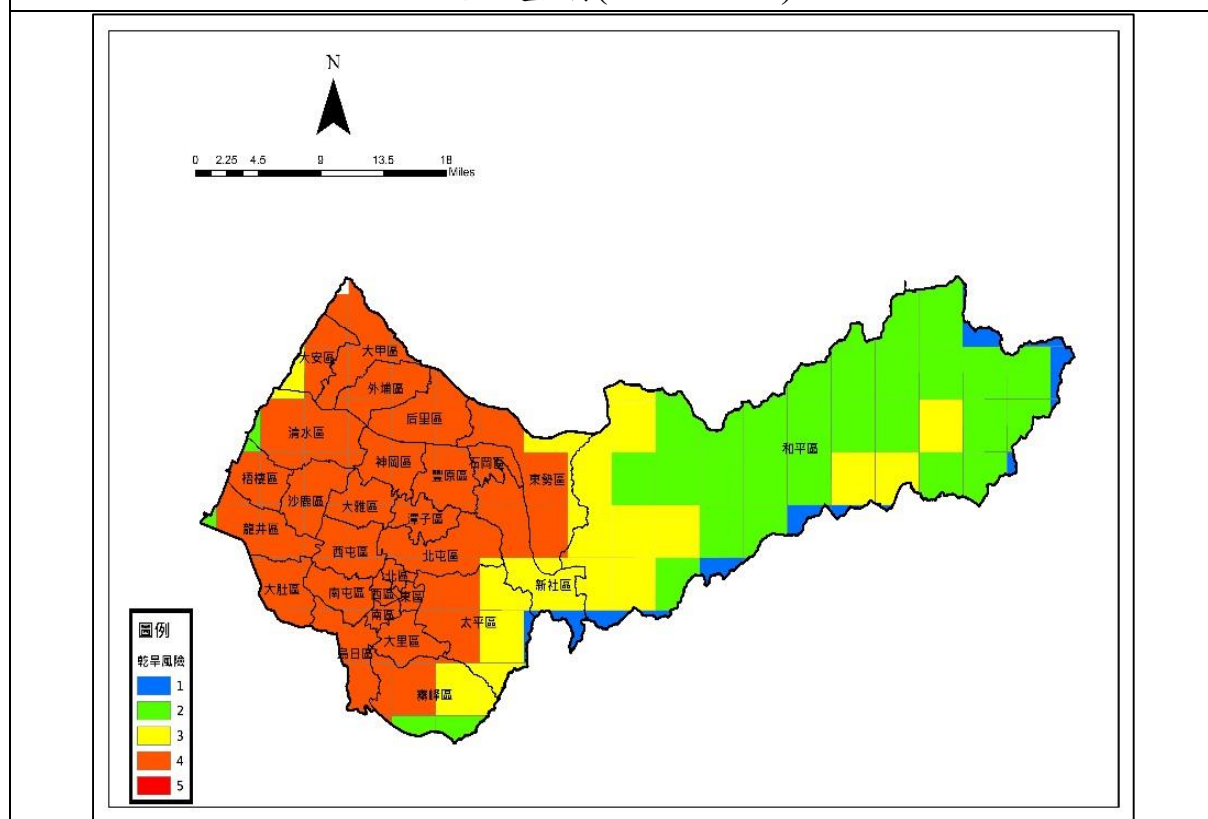 N
0 2.25 4.5 9 13.5 18
Miles
大安區
大甲區
外埔區
后里區
清水區
和平區
神岡區
豐原區
石岡區
東勢區
梧棲區
沙鹿區
大雅區
潭子區
龍井區
西屯區
北屯區
大肚區
南屯區
北區
西區
東區
新社區
南區
太平區
大里區
烏日區
霧峰區
圖例
乾旱風險
1
2
3
4
5